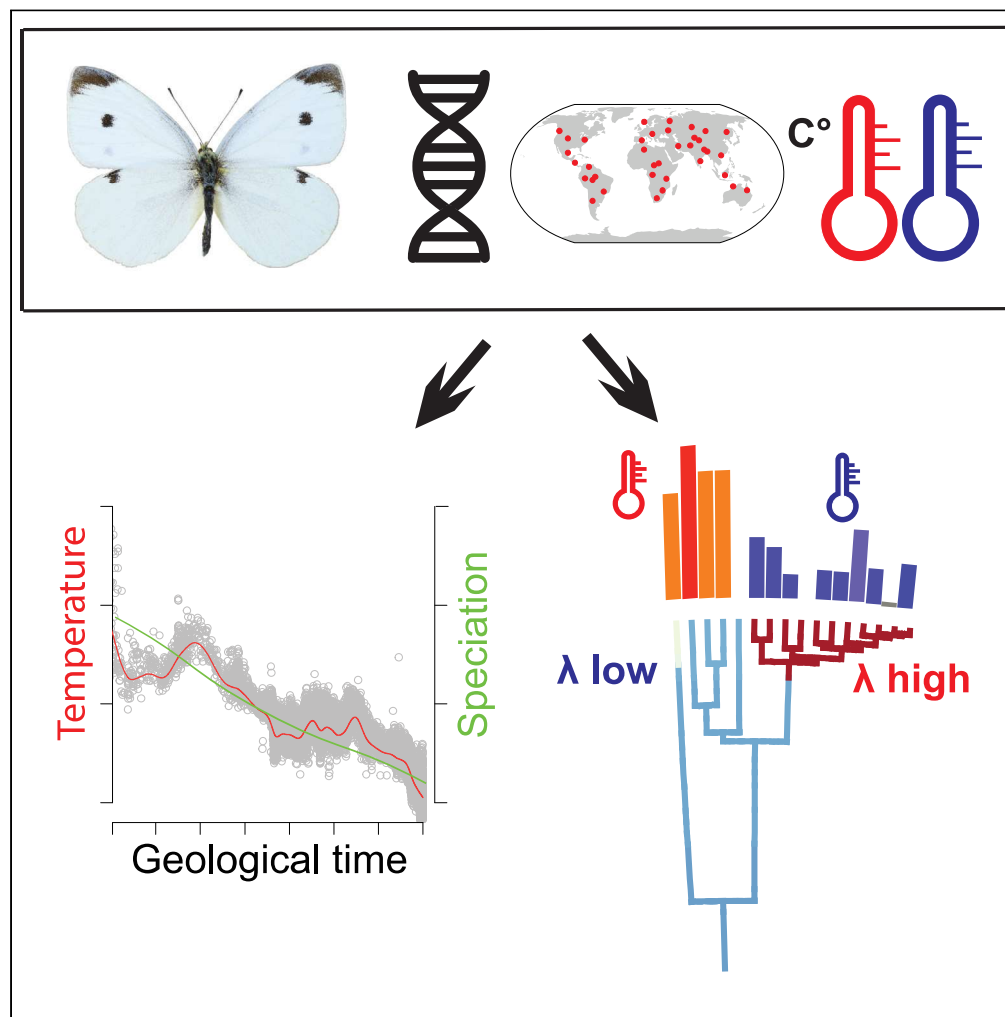 C°
Temperature
Speciation
Geological time
λ low
λ high